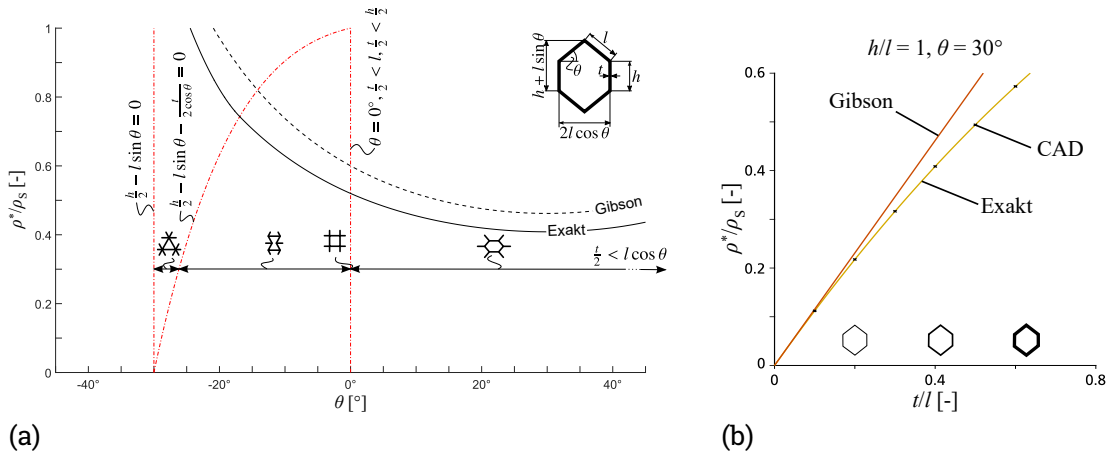 ρ*/ρS [-]
1
0.8
0.6
0.4
0.2
0
-40°
-20°
0°
20°
40°
θ [°]
h/2 − l sin θ = 0
h/2 − l sin θ − t/(2 cos θ) = 0
θ = 0°, t/2 < l, t/2 < h/2
h + l sin θ
l
θ
t
h
2l cos θ
Gibson
Exakt
t/2 < l cos θ
(a)
h/l = 1, θ = 30°
ρ*/ρS [-]
0.6
0.4
0.2
0
Gibson
CAD
Exakt
0
0.4
0.8
t/l [-]
(b)